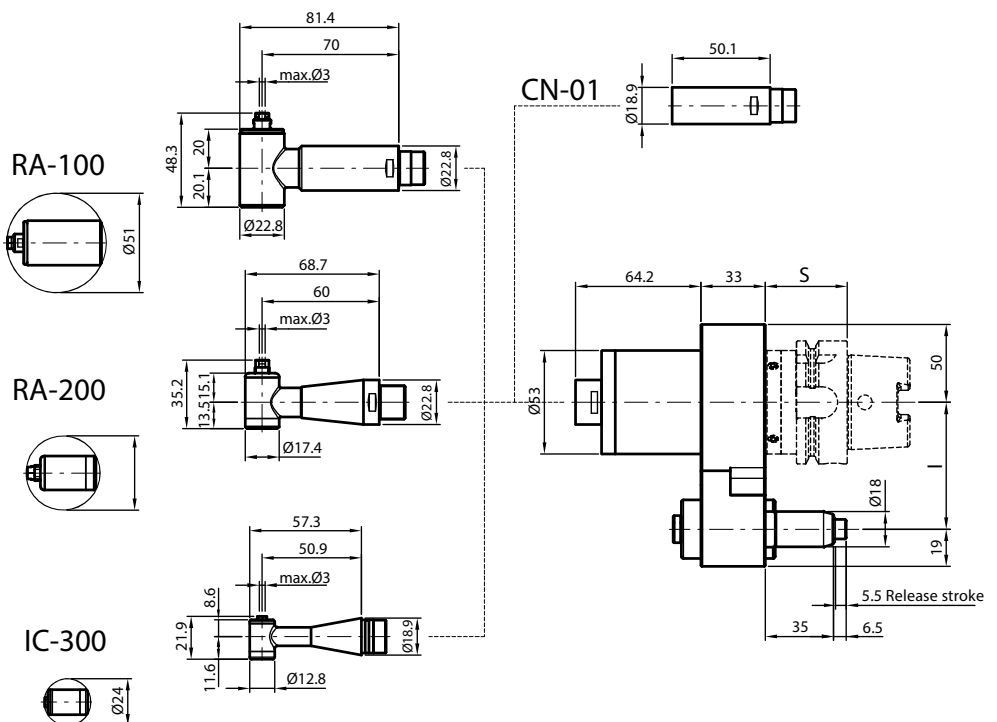 81.4
70
max.Ø3
48.3
20
20.1
Ø22.8
Ø22.8
RA-100
Ø51
CN-01
50.1
Ø18.9
68.7
60
max.Ø3
35.2
15.1
13.5
Ø22.8
Ø17.4
RA-200
64.2
33
S
Ø53
50
I
Ø18
19
5.5 Release stroke
35
6.5
57.3
50.9
max.Ø3
8.6
21.9
11.6
Ø18.9
Ø12.8
IC-300
Ø24